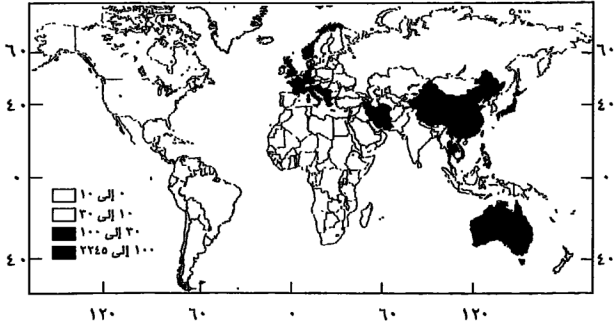 ٦٠ ٦٠
٤٠ ٤٠
٠ ٠
٠ إلى ١٠
١٠ إلى ٣٠
٣٠ إلى ١٠٠
١٠٠ إلى ٢٢٤٥
٤٠ ٤٠
١٢٠ ٦٠ ٠ ٦٠ ١٢٠